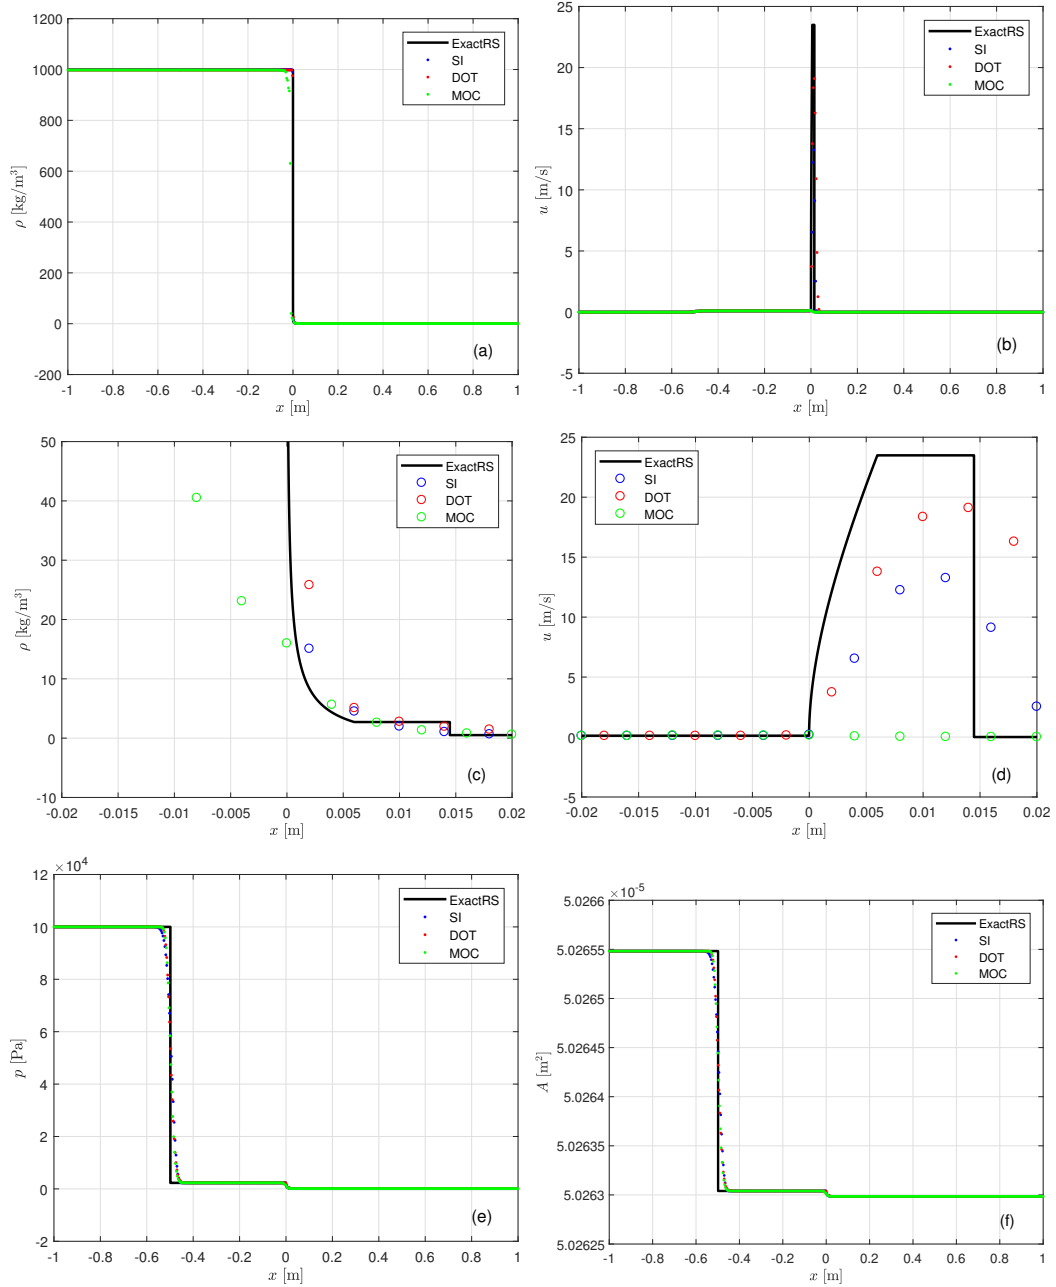 1200
1000
800
600
400
200
0
-200
ρ [kg/m³]
-1 -0.8 -0.6 -0.4 -0.2 0 0.2 0.4 0.6 0.8 1
x [m]
ExactRS
SI
DOT
MOC
(a)
25
20
15
10
5
0
-5
u [m/s]
-1 -0.8 -0.6 -0.4 -0.2 0 0.2 0.4 0.6 0.8 1
x [m]
ExactRS
SI
DOT
MOC
(b)
50
40
30
20
10
0
-10
ρ [kg/m³]
-0.02 -0.015 -0.01 -0.005 0 0.005 0.01 0.015 0.02
x [m]
ExactRS
SI
DOT
MOC
(c)
25
20
15
10
5
0
-5
u [m/s]
-0.02 -0.015 -0.01 -0.005 0 0.005 0.01 0.015 0.02
x [m]
ExactRS
SI
DOT
MOC
(d)
×10⁴
12
10
8
6
4
2
0
-2
p [Pa]
-1 -0.8 -0.6 -0.4 -0.2 0 0.2 0.4 0.6 0.8 1
x [m]
ExactRS
SI
DOT
MOC
(e)
×10⁻⁵
5.0266
5.02655
5.0265
5.02645
5.0264
5.02635
5.0263
5.02625
A [m²]
-1 -0.8 -0.6 -0.4 -0.2 0 0.2 0.4 0.6 0.8 1
x [m]
ExactRS
SI
DOT
MOC
(f)